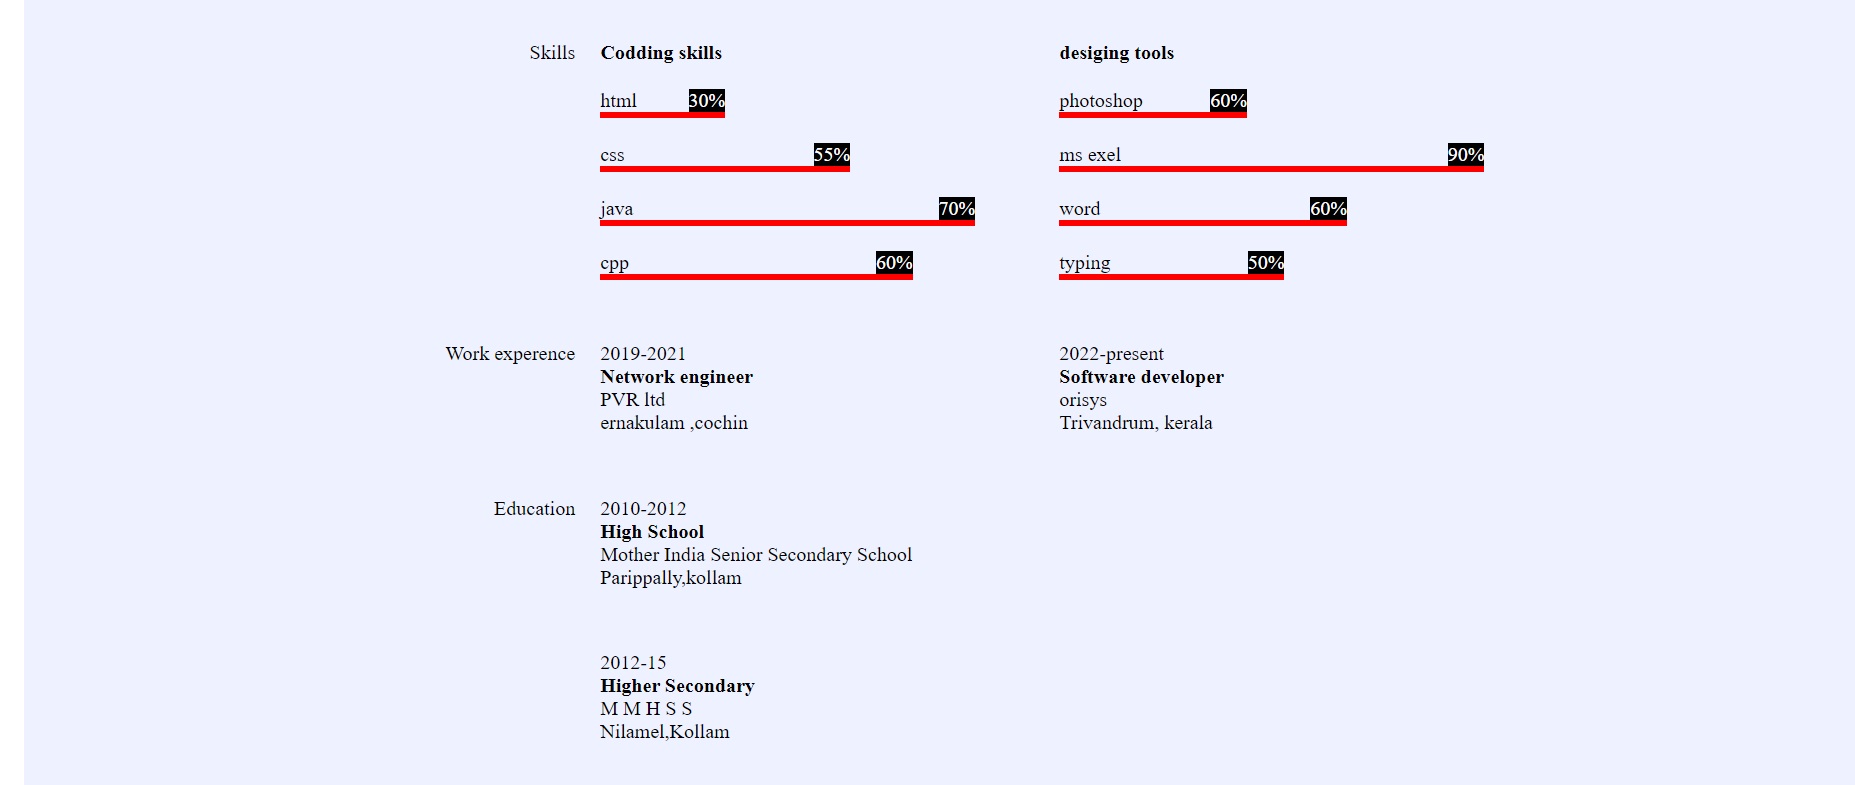 Skills
Codding skills
html 30%
css 55%
java 70%
cpp 60%
desiging tools
photoshop 60%
ms exel 90%
word 60%
typing 50%
Work experence
2019-2021
Network engineer
PVR ltd
ernakulam ,cochin
2022-present
Software developer
orisys
Trivandrum, kerala
Education
2010-2012
High School
Mother India Senior Secondary School
Parippally,kollam
2012-15
Higher Secondary
M M H S S
Nilamel,Kollam